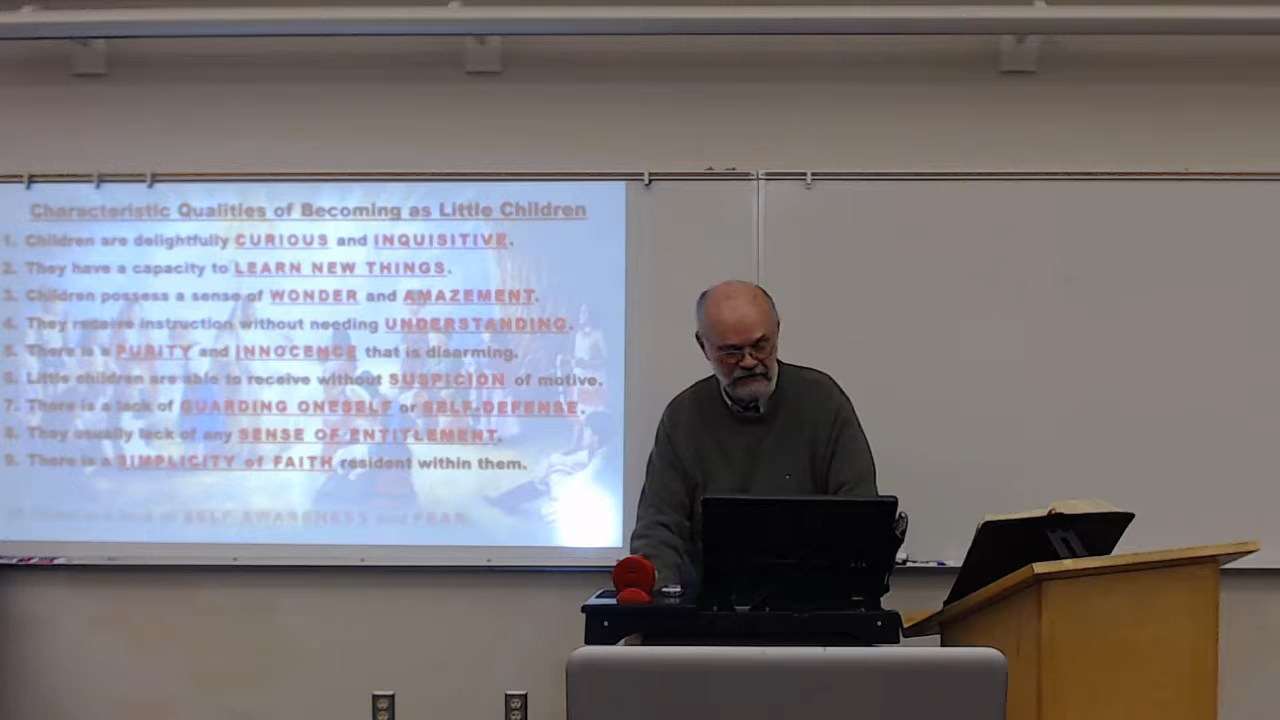 Characteristic Qualities of Becoming as Little Children
1. Children are delightfully CURIOUS and INQUISITIVE.
2. They have a capacity to LEARN NEW THINGS.
3. Children possess a sense of WONDER and AMAZEMENT.
4. They receive instruction without needing UNDERSTANDING.
5. There is a PURITY and INNOCENCE that is disarming.
6. Little children are able to receive without SUSPICION of motive.
7. There is a lack of GUARDING ONESELF or SELF-DEFENSE.
8. They usually lack of any SENSE OF ENTITLEMENT.
9. There is a SIMPLICITY of FAITH resident within them.
SELF AWARENESS and FEAR